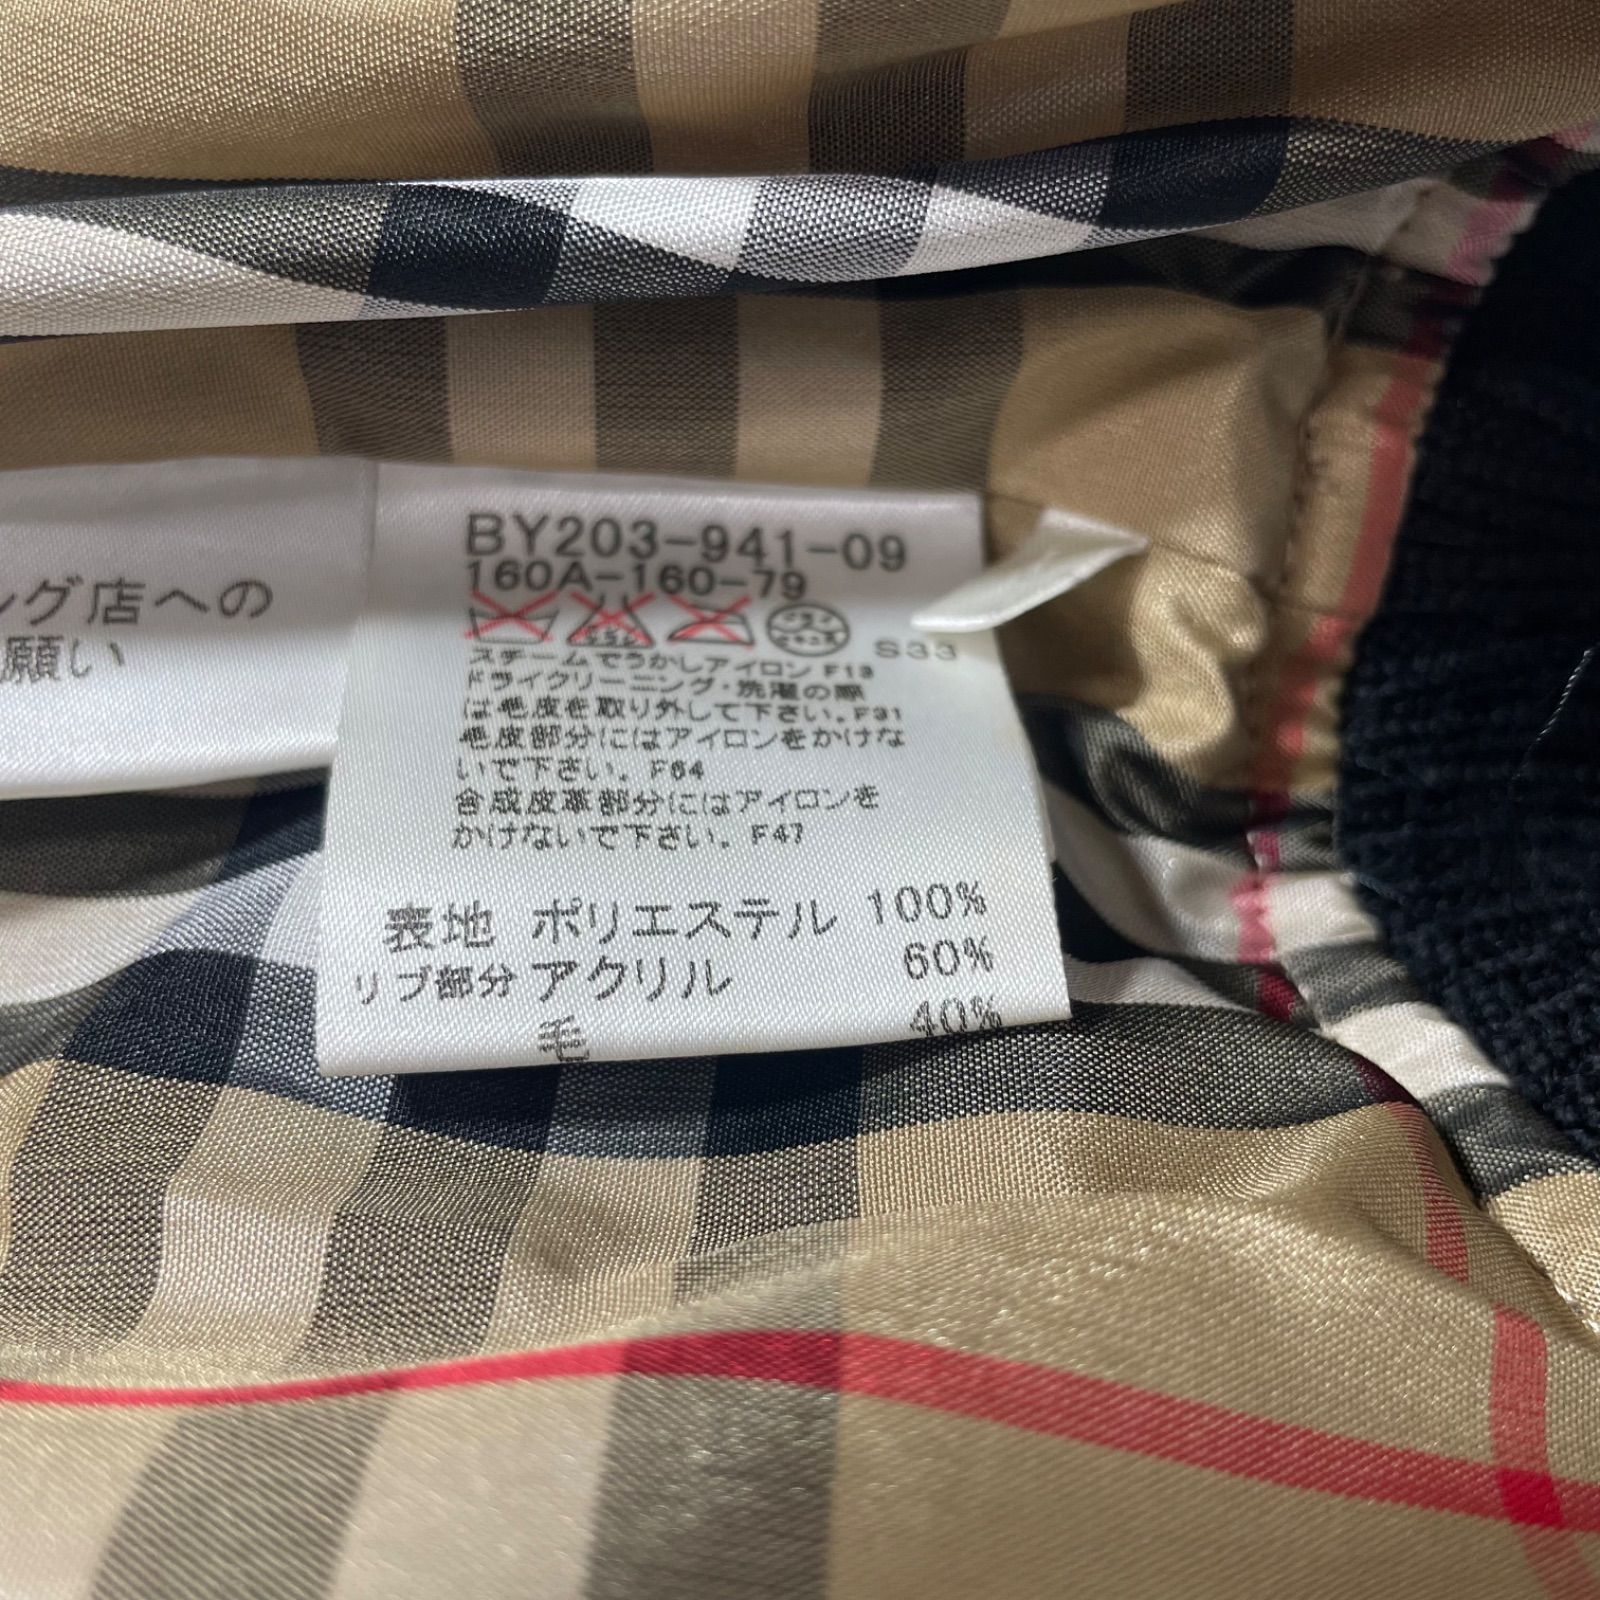 ング店への
願い
BY203-941-09
160A-160-79
S33
スチームでうかしアイロン F19
ドライクリーニング・洗濯の際
は毛皮を取り外して下さい。F91
毛皮部分にはアイロンをかけな
いで下さい。F64
合成皮革部分にはアイロンを
かけないで下さい。F47
表地 ポリエステル 100%
リブ部分 アクリル 60%
毛 40%